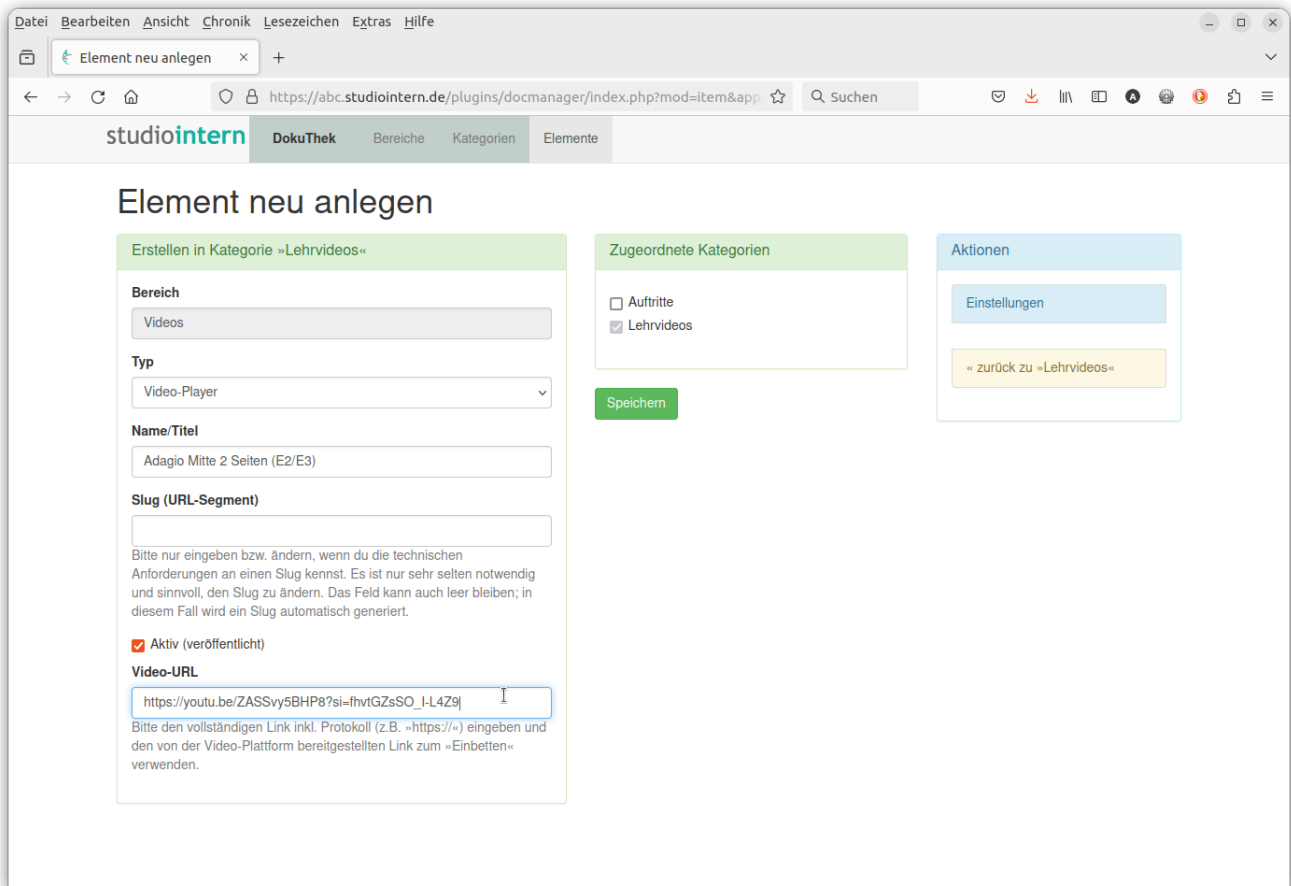 Datei Bearbeiten Ansicht Chronik Lesezeichen Extras Hilfe
Element neu anlegen
https://abc.studiointern.de/plugins/docmanager/index.php?mod=item&app
Suchen
studiointern DokuThek Bereiche Kategorien Elemente
Element neu anlegen
Erstellen in Kategorie »Lehrvideos«
Bereich
Videos
Typ
Video-Player
Name/Titel
Adagio Mitte 2 Seiten (E2/E3)
Slug (URL-Segment)
Bitte nur eingeben bzw. ändern, wenn du die technischen
Anforderungen an einen Slug kennst. Es ist nur sehr selten notwendig
und sinnvoll, den Slug zu ändern. Das Feld kann auch leer bleiben; in
diesem Fall wird ein Slug automatisch generiert.
Aktiv (veröffentlicht)
Video-URL
https://youtu.be/ZASSvy5BHP8?si=fhvtGZsSO_I-L4Z9
Bitte den vollständigen Link inkl. Protokoll (z.B. »https://«) eingeben und
den von der Video-Plattform bereitgestellten Link zum »Einbetten«
verwenden.
Zugeordnete Kategorien
Auftritte
Lehrvideos
Speichern
Aktionen
Einstellungen
« zurück zu »Lehrvideos«